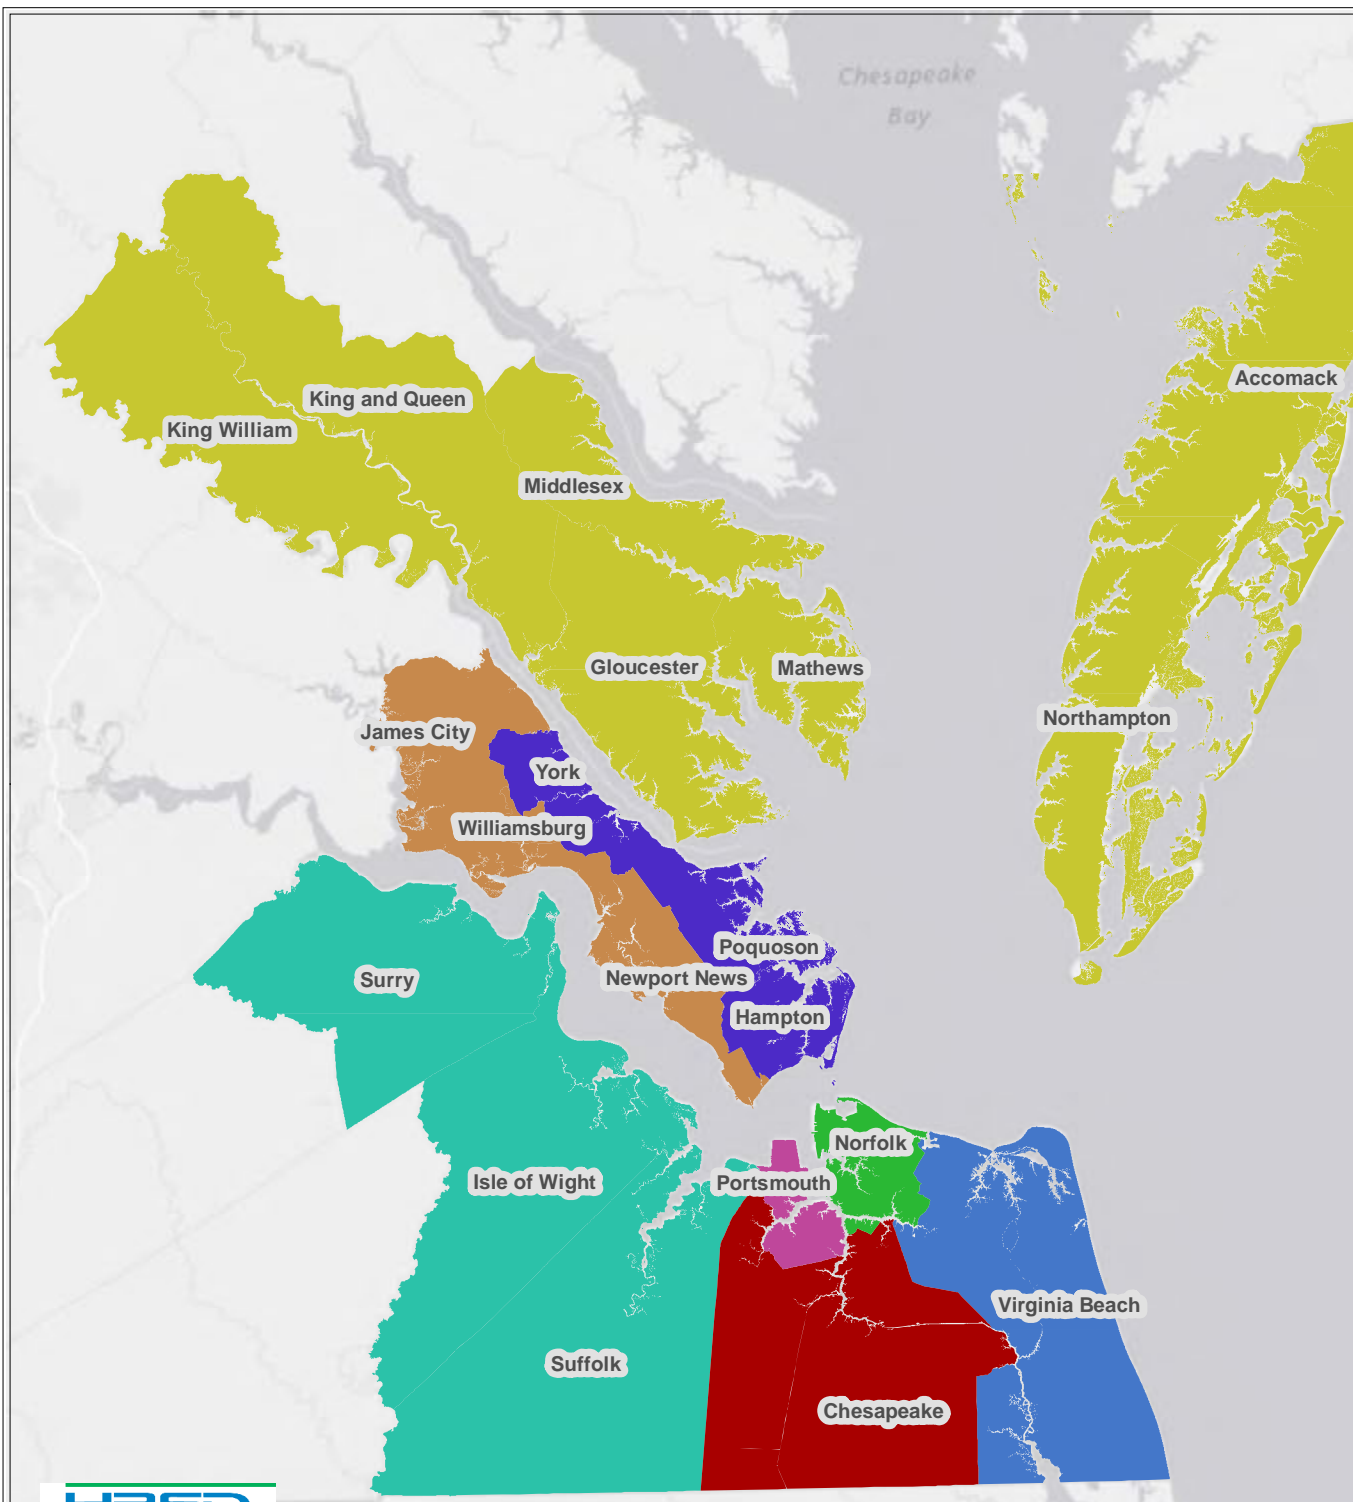 Chesapeake
Bay
Accomack
King and Queen
King William
Middlesex
Gloucester
Mathews
Northampton
James City
York
Williamsburg
Poquoson
Newport News
Surry
Hampton
Norfolk
Isle of Wight
Portsmouth
Virginia Beach
Suffolk
Chesapeake